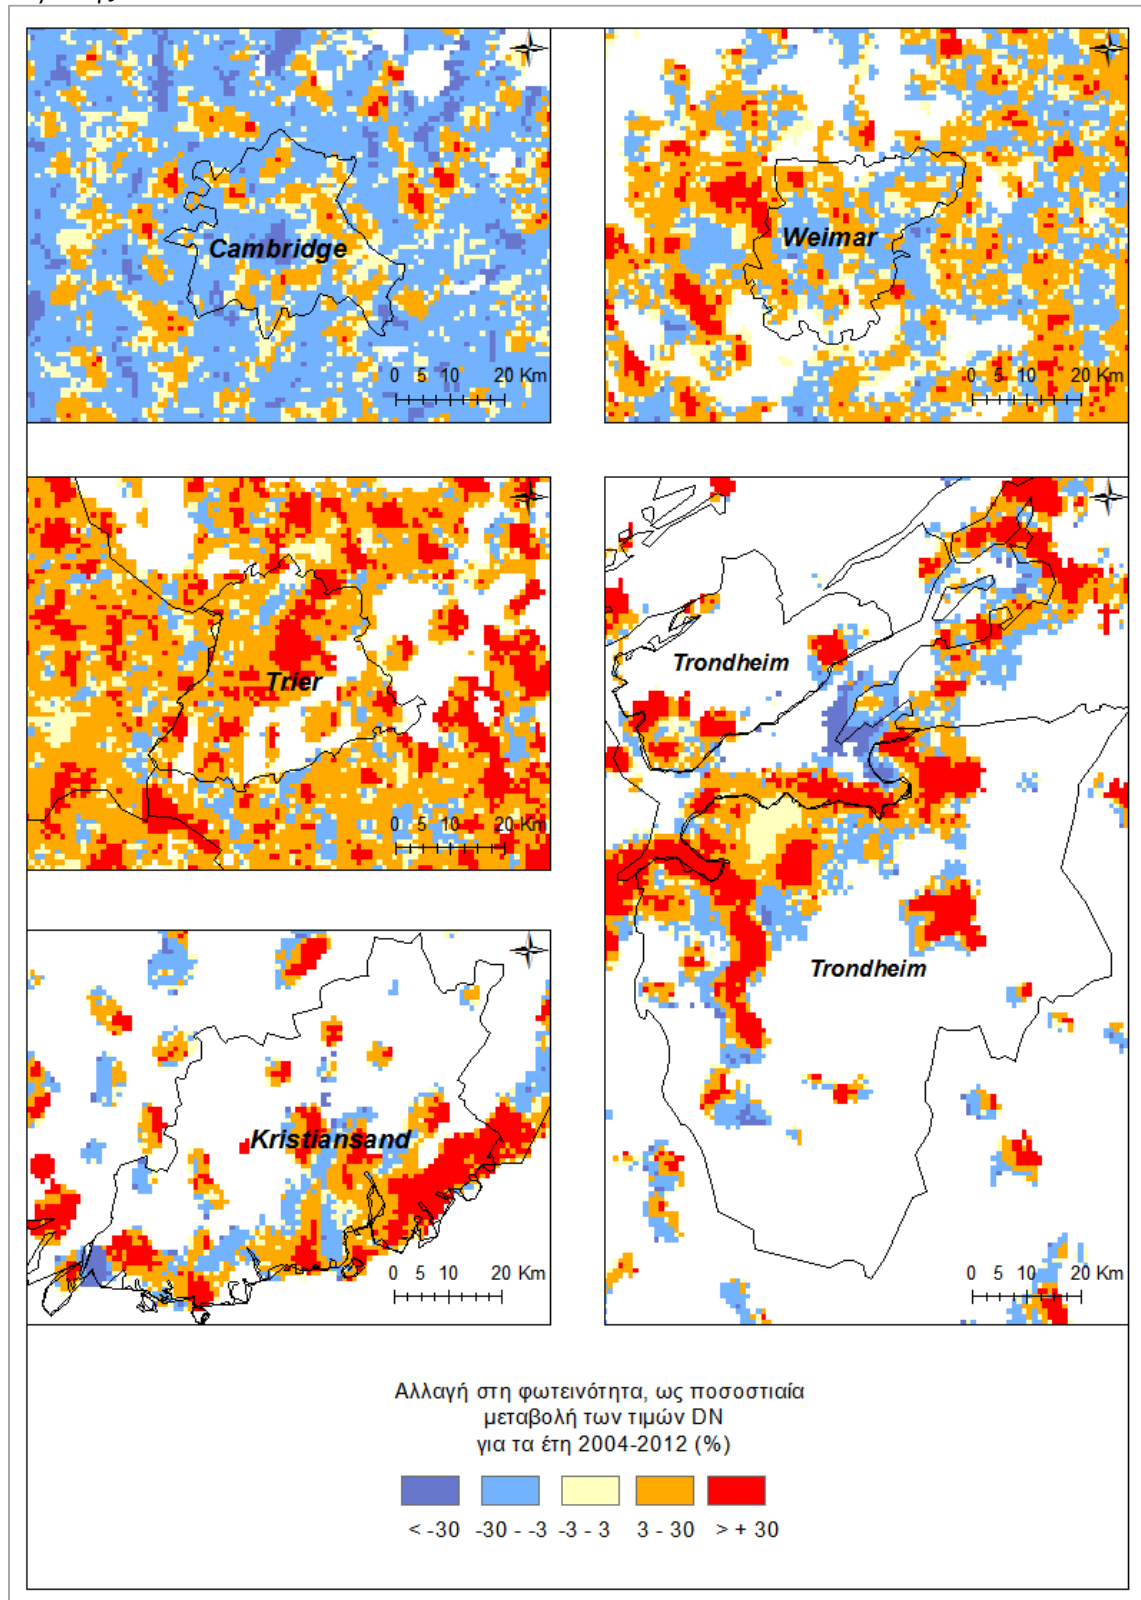 Cambridge
0 5 10 20 Km
Weimar
0 5 10 20 Km
Trier
0 5 10 20 Km
Trondheim
Trondheim
0 5 10 20 Km
Kristiansand
0 5 10 20 Km
Αλλαγή στη φωτεινότητα, ως ποσοστιαία
μεταβολή των τιμών DN
για τα έτη 2004-2012 (%)
< -30 -30 - -3 -3 - 3 3 - 30 > + 30